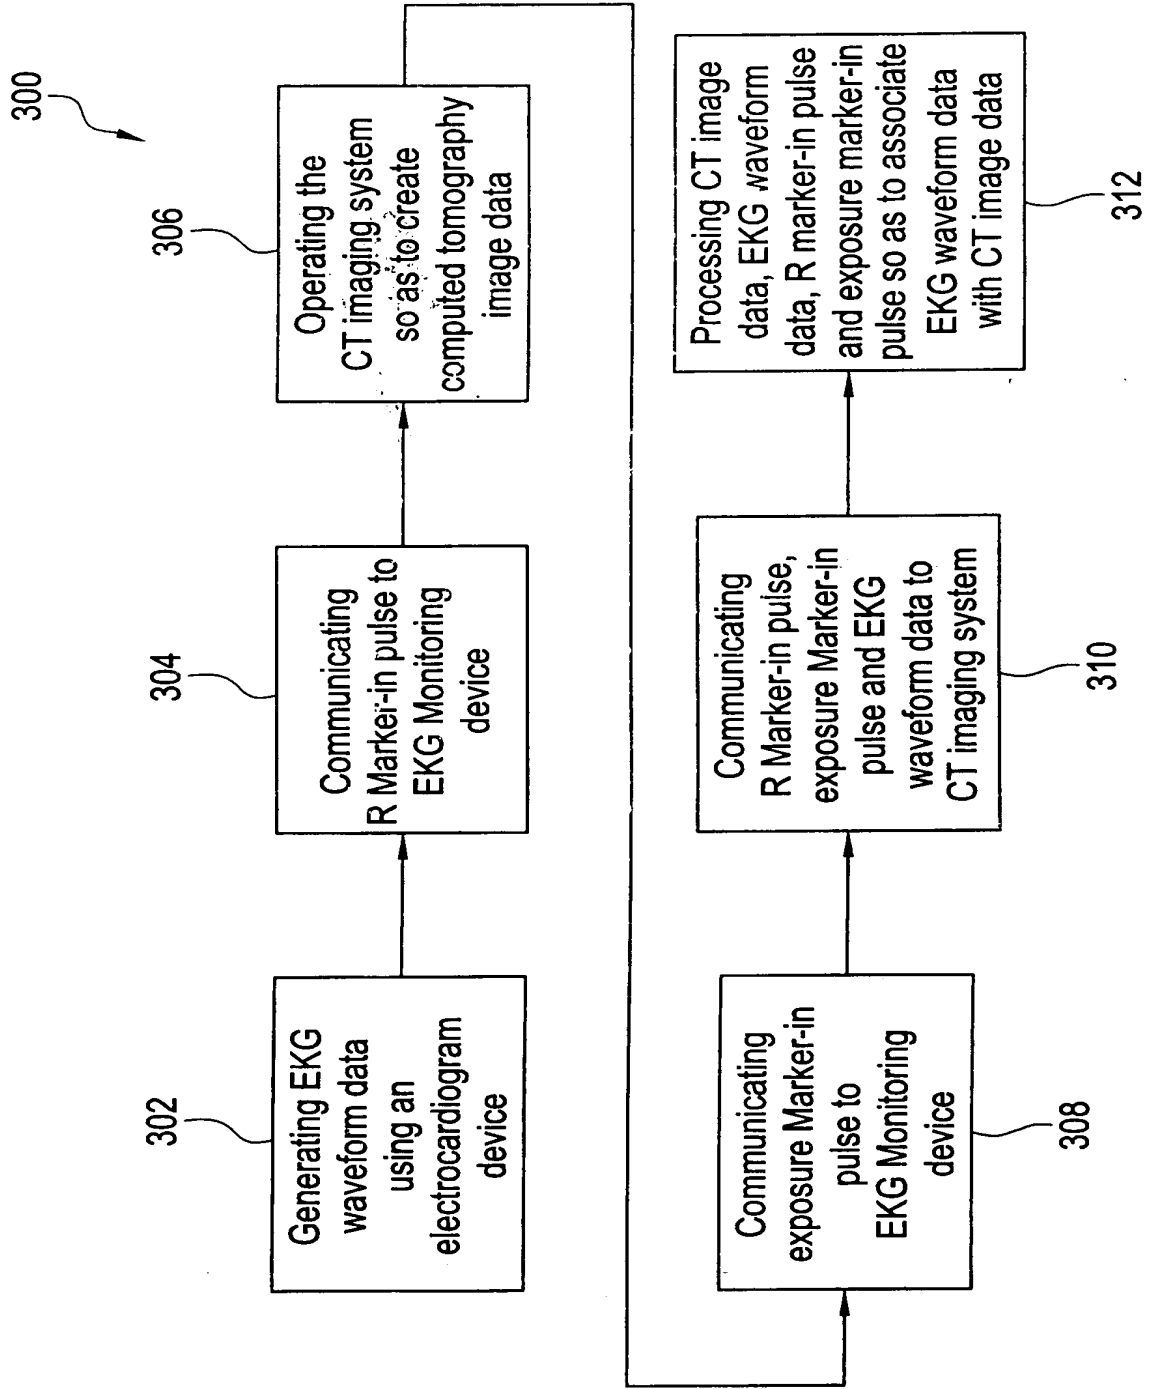 300
302
Generating EKG
waveform data
using an
electrocardiogram
device
304
Communicating
R Marker-in pulse to
EKG Monitoring
device
306
Operating the
CT imaging system
so as to create
computed tomography
image data
Communicating
exposure Marker-in
pulse to
EKG Monitoring
device
308
Communicating
R Marker-in pulse,
exposure Marker-in
pulse and EKG
waveform data to
CT imaging system
310
Processing CT image
data, EKG waveform
data, R marker-in pulse
and exposure marker-in
pulse so as to associate
EKG waveform data
with CT image data
312